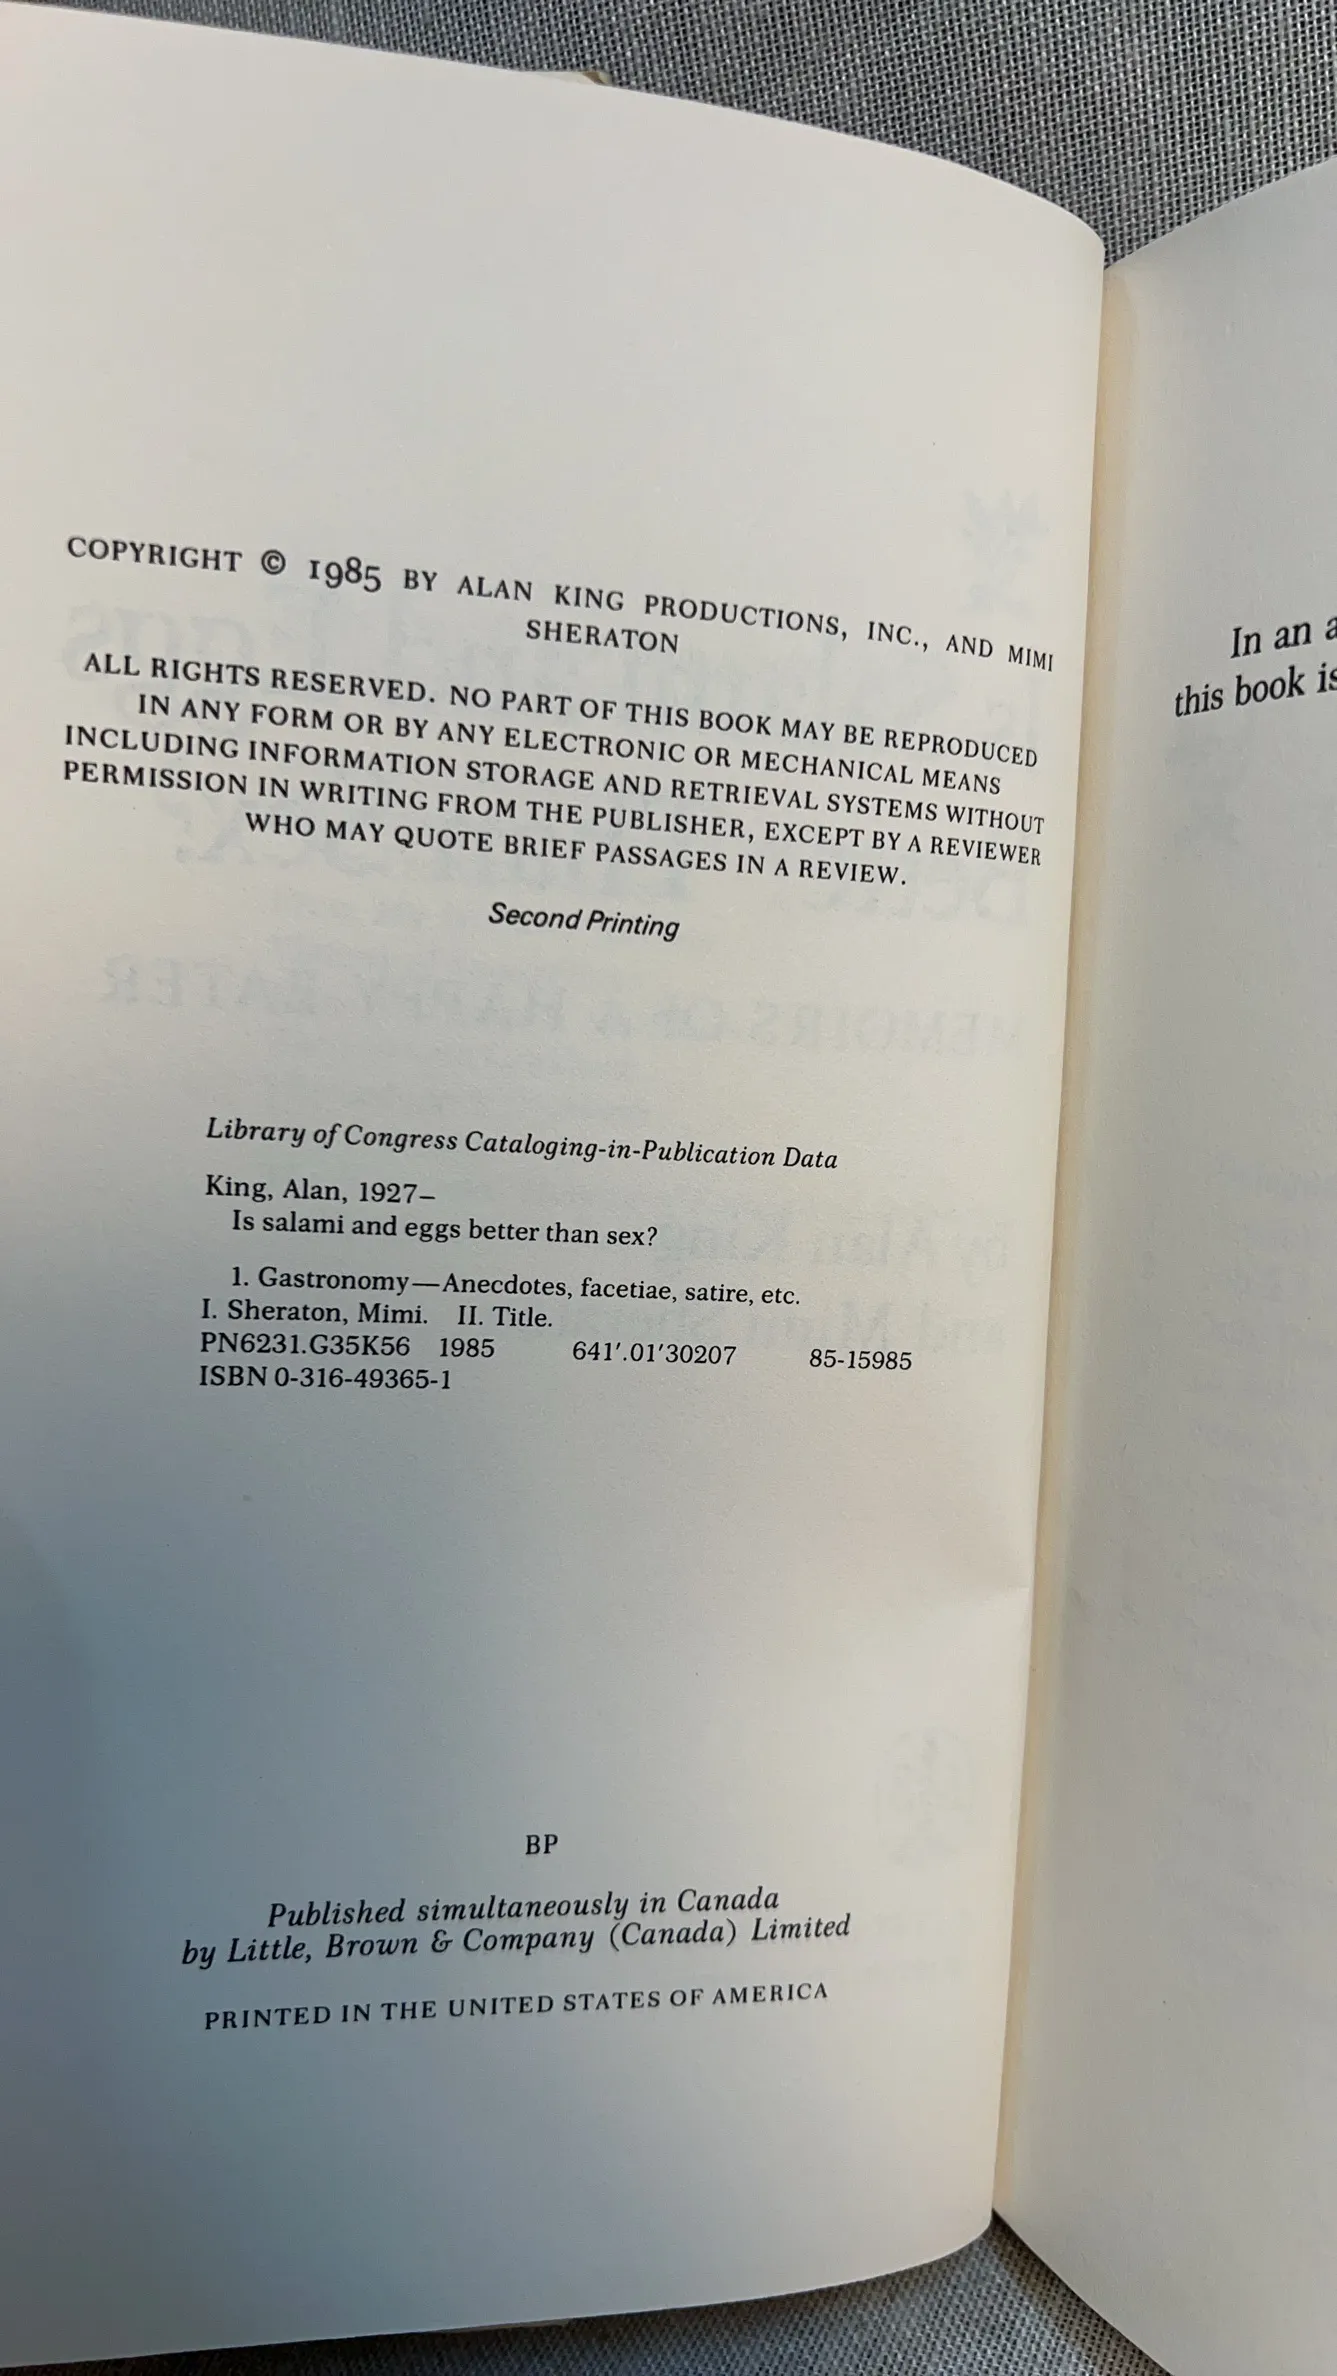 COPYRIGHT © 1985 BY ALAN KING PRODUCTIONS, INC., AND MIMI
SHERATON
ALL RIGHTS RESERVED. NO PART OF THIS BOOK MAY BE REPRODUCED
IN ANY FORM OR BY ANY ELECTRONIC OR MECHANICAL MEANS
INCLUDING INFORMATION STORAGE AND RETRIEVAL SYSTEMS WITHOUT
PERMISSION IN WRITING FROM THE PUBLISHER, EXCEPT BY A REVIEWER
WHO MAY QUOTE BRIEF PASSAGES IN A REVIEW.
Second Printing
Library of Congress Cataloging-in-Publication Data
King, Alan, 1927–
Is salami and eggs better than sex?
1. Gastronomy—Anecdotes, facetiae, satire, etc.
I. Sheraton, Mimi. II. Title.
PN6231.G35K56 1985 641′.01′30207 85-15985
ISBN 0-316-49365-1
BP
Published simultaneously in Canada
by Little, Brown & Company (Canada) Limited
PRINTED IN THE UNITED STATES OF AMERICA
In an
this book is